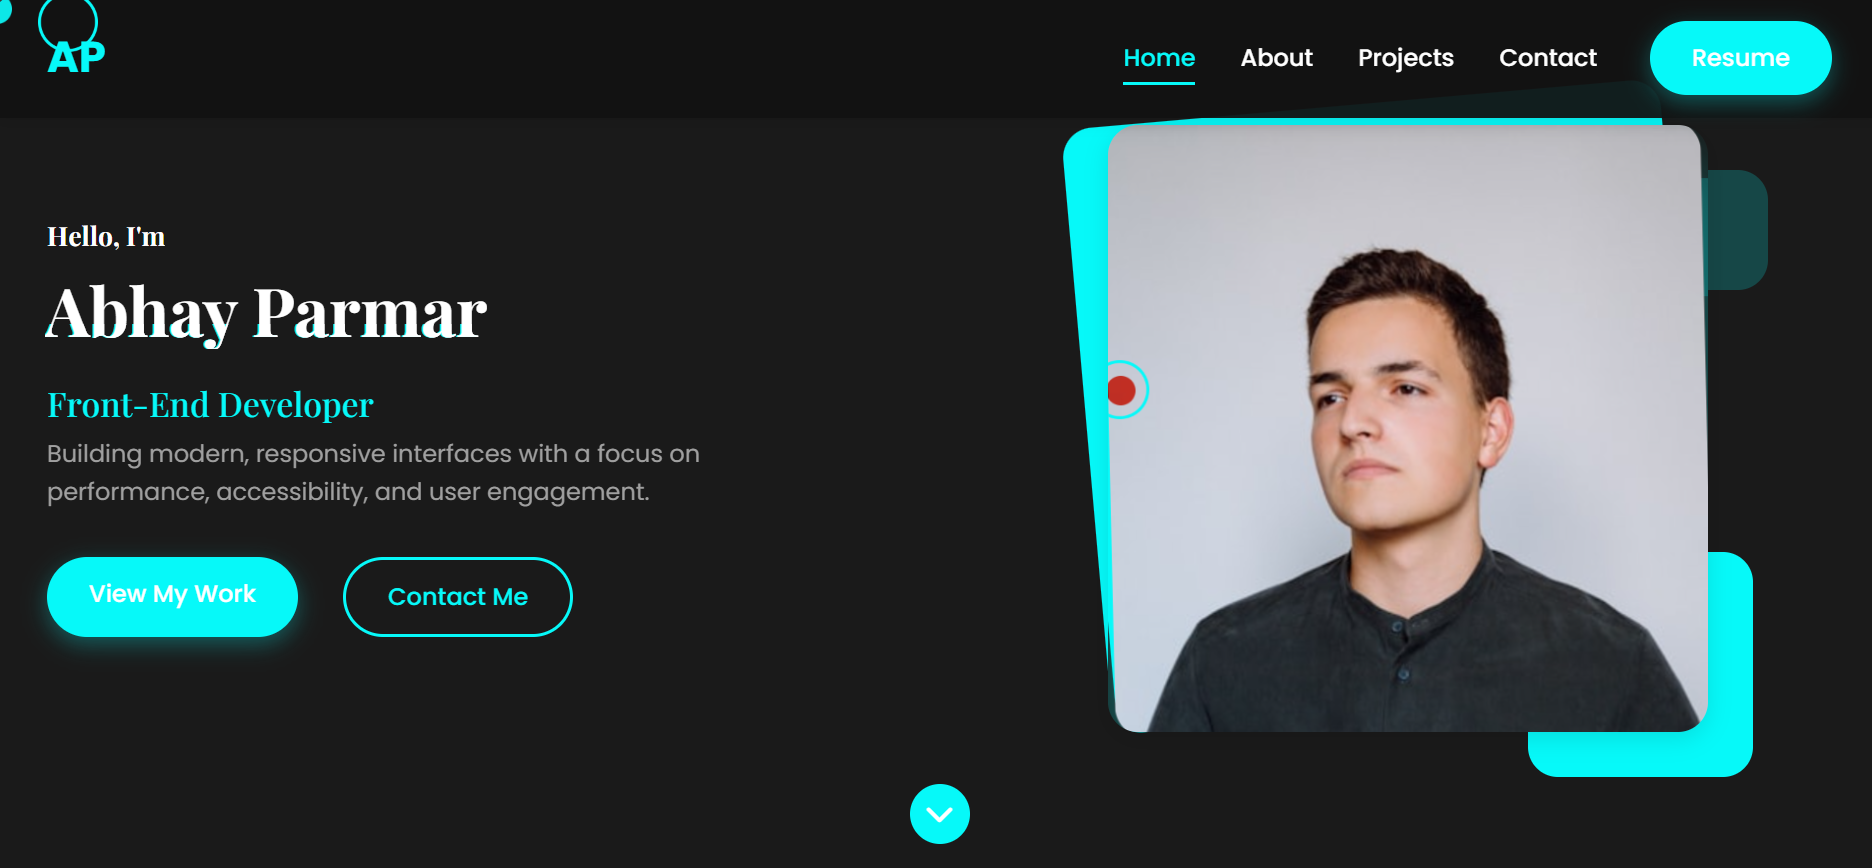 AP
Home About Projects Contact Resume
Hello, I'm
Abhay Parmar
Front-End Developer
Building modern, responsive interfaces with a focus on
performance, accessibility, and user engagement.
View My Work Contact Me